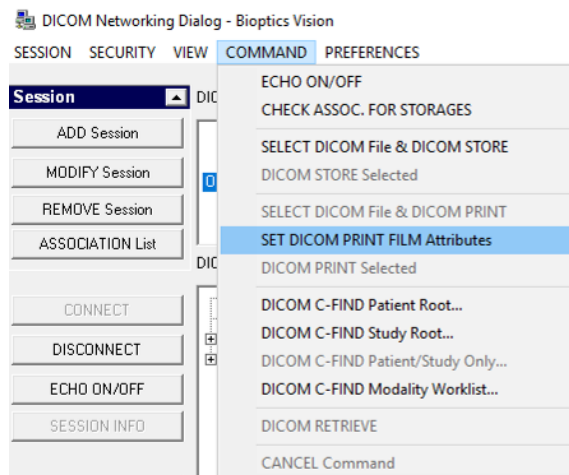 DICOM Networking Dialog - Bioptics Vision
SESSION SECURITY VIEW COMMAND PREFERENCES
Session
DIC
ADD Session
MODIFY Session
REMOVE Session
ASSOCIATION List
DIC
CONNECT
DISCONNECT
ECHO ON/OFF
SESSION INFO
ECHO ON/OFF
CHECK ASSOC. FOR STORAGES
SELECT DICOM File & DICOM STORE
DICOM STORE Selected
SELECT DICOM File & DICOM PRINT
SET DICOM PRINT FILM Attributes
DICOM PRINT Selected
DICOM C-FIND Patient Root...
DICOM C-FIND Study Root...
DICOM C-FIND Patient/Study Only...
DICOM C-FIND Modality Worklist...
DICOM RETRIEVE
CANCEL Command